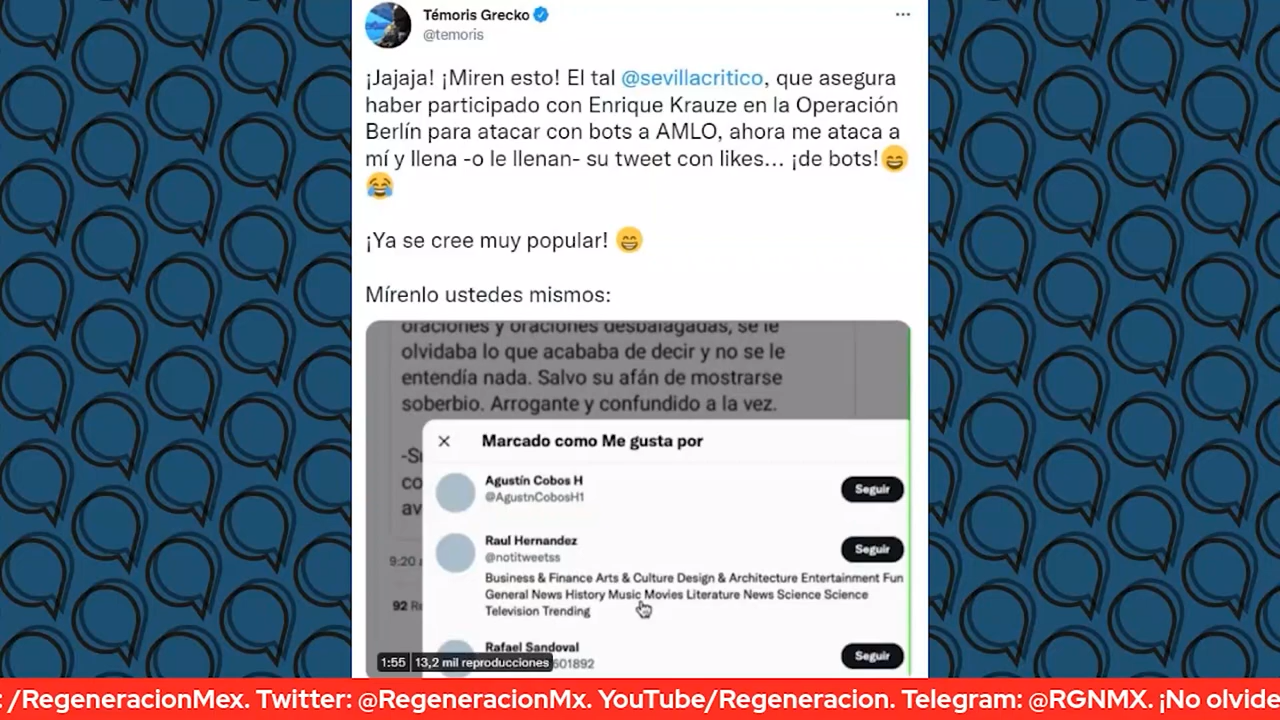 Témoris Grecko
@temoris
¡Jajaja! ¡Miren esto! El tal @sevillacritico, que asegura
haber participado con Enrique Krauze en la Operación
Berlín para atacar con bots a AMLO, ahora me ataca a
mí y llena -o le llenan- su tweet con likes... ¡de bots!😄
😂
¡Ya se cree muy popular! 😄
Mírenlo ustedes mismos:
oraciones y oraciones desbalagadas, se le
olvidaba lo que acababa de decir y no se le
entendía nada. Salvo su afán de mostrarse
soberbio. Arrogante y confundido a la vez.
Marcado como Me gusta por
Agustín Cobos H
@AgustnCobosH1
Seguir
Raul Hernandez
@notitweetss
Seguir
Business & Finance Arts & Culture Design & Architecture Entertainment Fun
General News History Music Movies Literature News Science Science
Television Trending
9:20
92
Rafael Sandoval
601892
Seguir
1:55 13,2 mil reproducciones
: /RegeneracionMex. Twitter: @RegeneracionMx. YouTube/Regeneracion. Telegram: @RGNMX. ¡No olvide